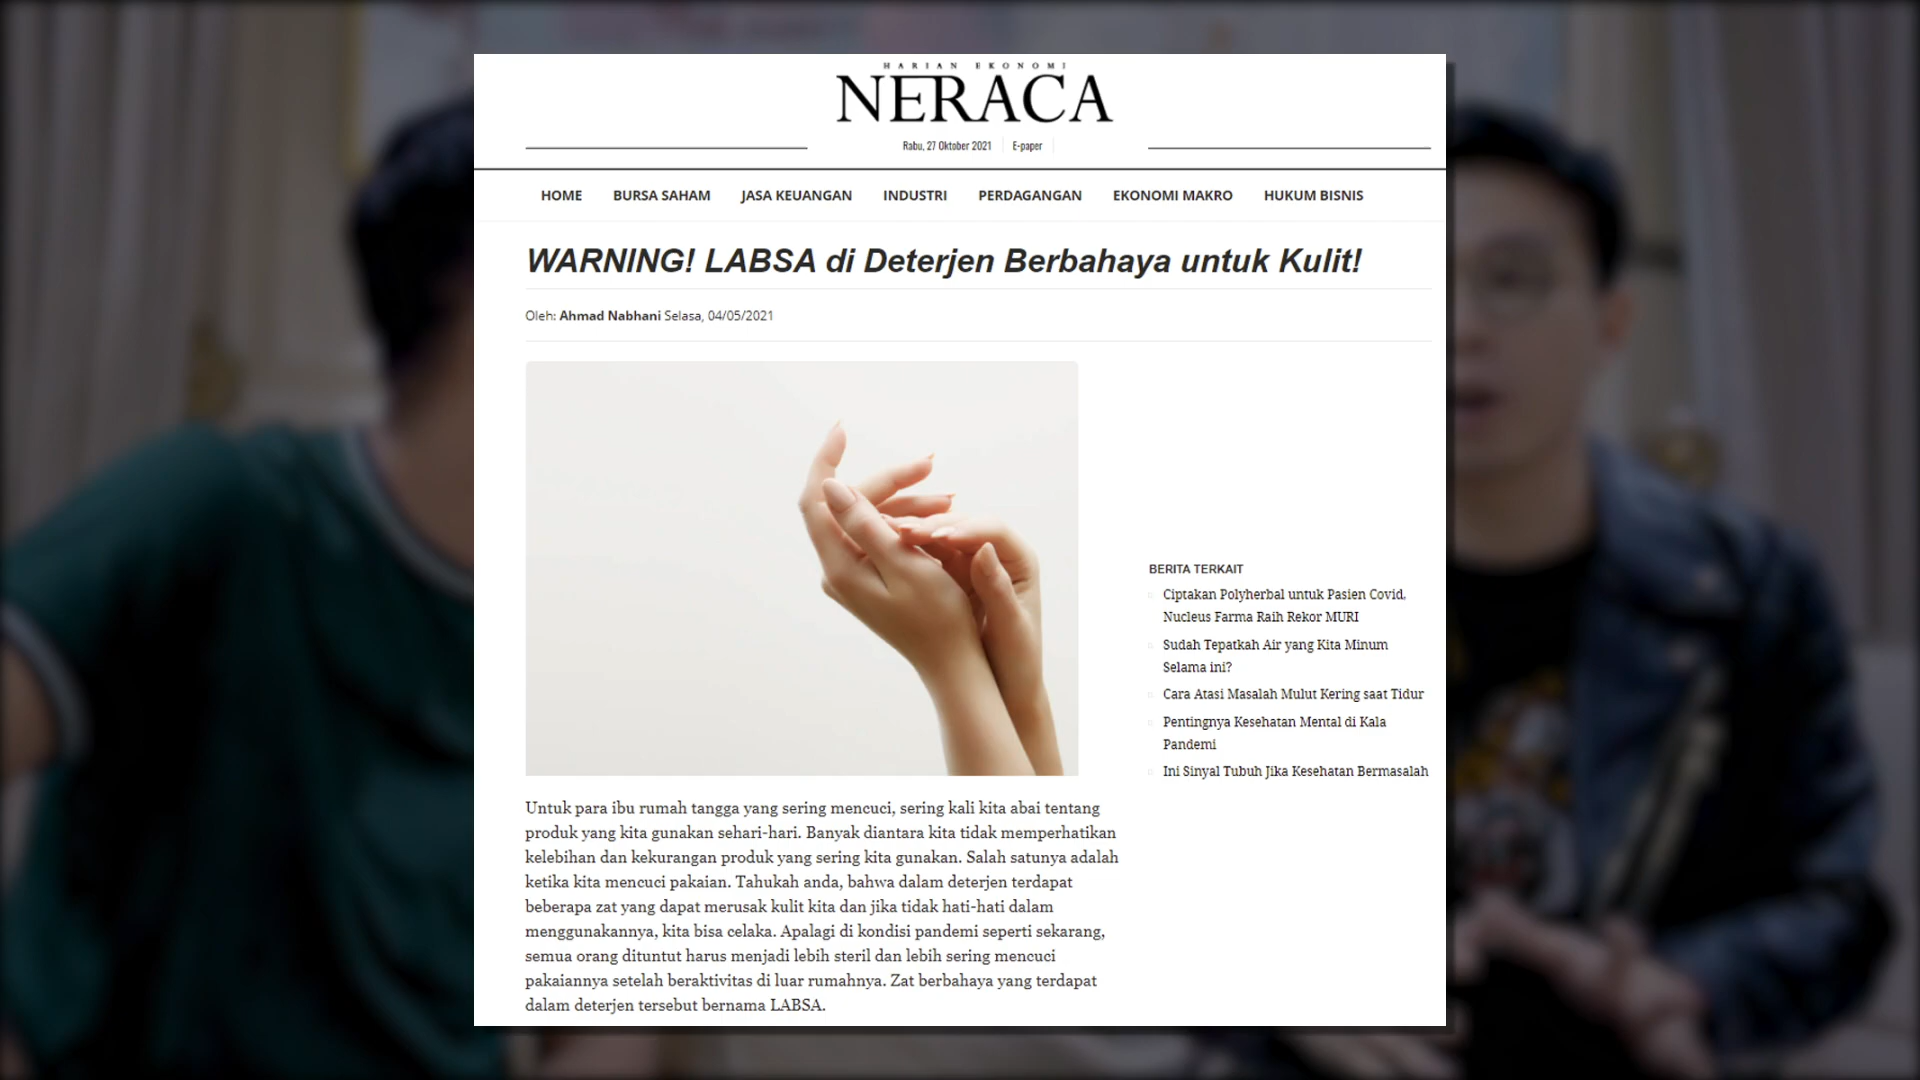 HARIAN EKONOMI
NERACA
Rabu, 27 Oktober 2021 E-paper
HOME BURSA SAHAM JASA KEUANGAN INDUSTRI PERDAGANGAN EKONOMI MAKRO HUKUM BISNIS
WARNING! LABSA di Deterjen Berbahaya untuk Kulit!
Oleh: Ahmad Nabhani Selasa, 04/05/2021
BERITA TERKAIT
Ciptakan Polyherbal untuk Pasien Covid,
Nucleus Farma Raih Rekor MURI
Sudah Tepatkah Air yang Kita Minum
Selama ini?
Cara Atasi Masalah Mulut Kering saat Tidur
Pentingnya Kesehatan Mental di Kala
Pandemi
Ini Sinyal Tubuh Jika Kesehatan Bermasalah
Untuk para ibu rumah tangga yang sering mencuci, sering kali kita abai tentang
produk yang kita gunakan sehari-hari. Banyak diantara kita tidak memperhatikan
kelebihan dan kekurangan produk yang sering kita gunakan. Salah satunya adalah
ketika kita mencuci pakaian. Tahukah anda, bahwa dalam deterjen terdapat
beberapa zat yang dapat merusak kulit kita dan jika tidak hati-hati dalam
menggunakannya, kita bisa celaka. Apalagi di kondisi pandemi seperti sekarang,
semua orang dituntut harus menjadi lebih steril dan lebih sering mencuci
pakaiannya setelah beraktivitas di luar rumahnya. Zat berbahaya yang terdapat
dalam deterjen tersebut bernama LABSA.